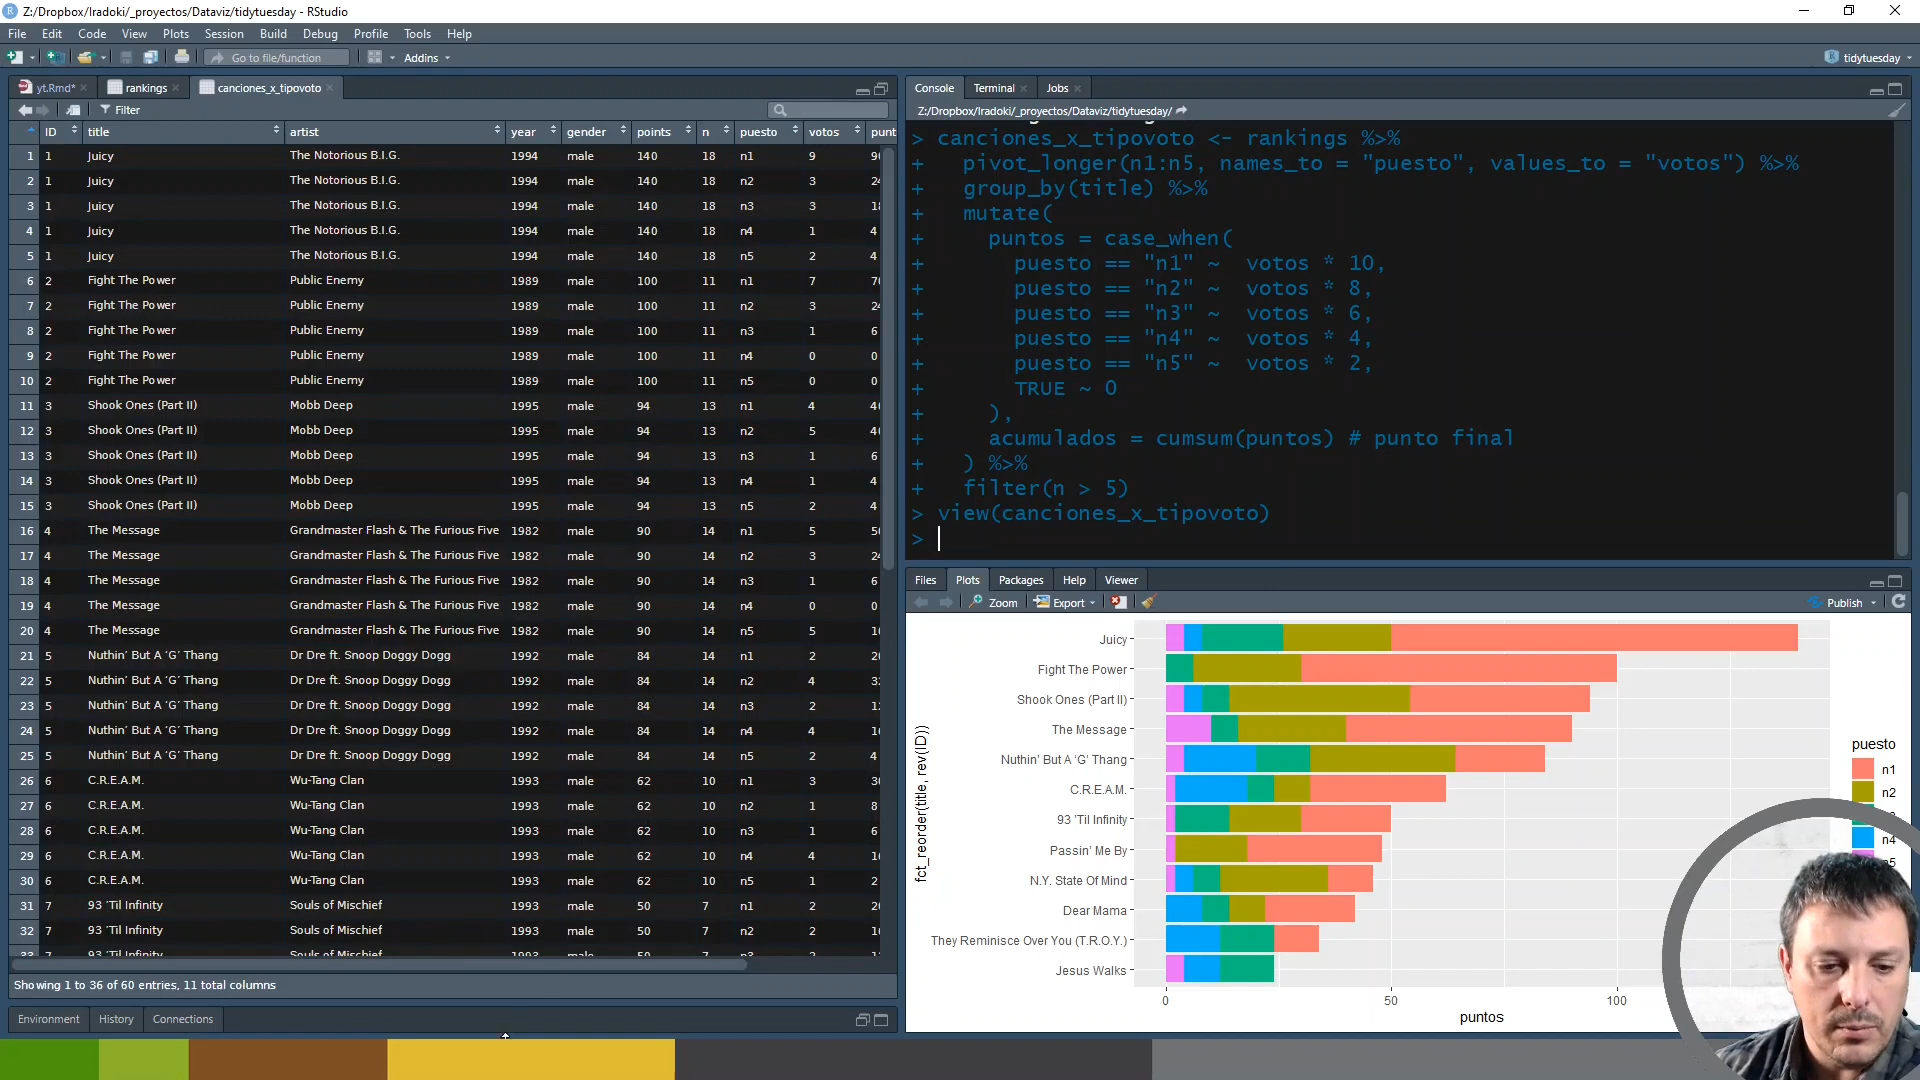 Z:/Dropbox/Iradoki/_proyectos/Dataviz/tidytuesday - RStudio
File Edit Code View Plots Session Build Debug Profile Tools Help
Go to file/function Addins tidytuesday
yt.Rmd* rankings canciones_x_tipovoto
Filter
ID title artist year gender points n puesto votos punt
1 1 Juicy The Notorious B.I.G. 1994 male 140 18 n1 9
2 1 Juicy The Notorious B.I.G. 1994 male 140 18 n2 3
3 1 Juicy The Notorious B.I.G. 1994 male 140 18 n3 3
4 1 Juicy The Notorious B.I.G. 1994 male 140 18 n4 1 4
5 1 Juicy The Notorious B.I.G. 1994 male 140 18 n5 2 4
6 2 Fight The Power Public Enemy 1989 male 100 11 n1 7
7 2 Fight The Power Public Enemy 1989 male 100 11 n2 3
8 2 Fight The Power Public Enemy 1989 male 100 11 n3 1 6
9 2 Fight The Power Public Enemy 1989 male 100 11 n4 0 0
10 2 Fight The Power Public Enemy 1989 male 100 11 n5 0 0
11 3 Shook Ones (Part II) Mobb Deep 1995 male 94 13 n1 4
12 3 Shook Ones (Part II) Mobb Deep 1995 male 94 13 n2 5
13 3 Shook Ones (Part II) Mobb Deep 1995 male 94 13 n3 1 6
14 3 Shook Ones (Part II) Mobb Deep 1995 male 94 13 n4 1 4
15 3 Shook Ones (Part II) Mobb Deep 1995 male 94 13 n5 2 4
16 4 The Message Grandmaster Flash & The Furious Five 1982 male 90 14 n1 5
17 4 The Message Grandmaster Flash & The Furious Five 1982 male 90 14 n2 3
18 4 The Message Grandmaster Flash & The Furious Five 1982 male 90 14 n3 1 6
19 4 The Message Grandmaster Flash & The Furious Five 1982 male 90 14 n4 0 0
20 4 The Message Grandmaster Flash & The Furious Five 1982 male 90 14 n5 5
21 5 Nuthin’ But A ‘G’ Thang Dr Dre ft. Snoop Doggy Dogg 1992 male 84 14 n1 2
22 5 Nuthin’ But A ‘G’ Thang Dr Dre ft. Snoop Doggy Dogg 1992 male 84 14 n2 4
23 5 Nuthin’ But A ‘G’ Thang Dr Dre ft. Snoop Doggy Dogg 1992 male 84 14 n3 2
24 5 Nuthin’ But A ‘G’ Thang Dr Dre ft. Snoop Doggy Dogg 1992 male 84 14 n4 4
25 5 Nuthin’ But A ‘G’ Thang Dr Dre ft. Snoop Doggy Dogg 1992 male 84 14 n5 2 4
26 6 C.R.E.A.M. Wu-Tang Clan 1993 male 62 10 n1 3
27 6 C.R.E.A.M. Wu-Tang Clan 1993 male 62 10 n2 1 8
28 6 C.R.E.A.M. Wu-Tang Clan 1993 male 62 10 n3 1 6
29 6 C.R.E.A.M. Wu-Tang Clan 1993 male 62 10 n4 4
30 6 C.R.E.A.M. Wu-Tang Clan 1993 male 62 10 n5 1 2
31 7 93 ’Til Infinity Souls of Mischief 1993 male 50 7 n1 2
32 7 93 ’Til Infinity Souls of Mischief 1993 male 50 7 n2 2
33 7 93 ’Til Infinity Souls of Mischief 1993 male 50 7 n3
Showing 1 to 36 of 60 entries, 11 total columns
Environment History Connections
Console Terminal Jobs
Z:/Dropbox/Iradoki/_proyectos/Dataviz/tidytuesday/
> canciones_x_tipovoto <- rankings %>%
+ pivot_longer(n1:n5, names_to = "puesto", values_to = "votos") %>%
+ group_by(title) %>%
+ mutate(
+ puntos = case_when(
+ puesto == "n1" ~ votos * 10,
+ puesto == "n2" ~ votos * 8,
+ puesto == "n3" ~ votos * 6,
+ puesto == "n4" ~ votos * 4,
+ puesto == "n5" ~ votos * 2,
+ TRUE ~ 0
+ ),
+ acumulados = cumsum(puntos) # punto final
+ ) %>%
+ filter(n > 5)
> view(canciones_x_tipovoto)
>
Files Plots Packages Help Viewer
Zoom Export Publish
fct_reorder(title, rev(ID))
Juicy
Fight The Power
Shook Ones (Part II)
The Message
Nuthin’ But A ‘G’ Thang
C.R.E.A.M.
93 ’Til Infinity
Passin’ Me By
N.Y. State Of Mind
Dear Mama
They Reminisce Over You (T.R.O.Y.)
Jesus Walks
0 50 100
puntos
puesto
n1
n2
n4